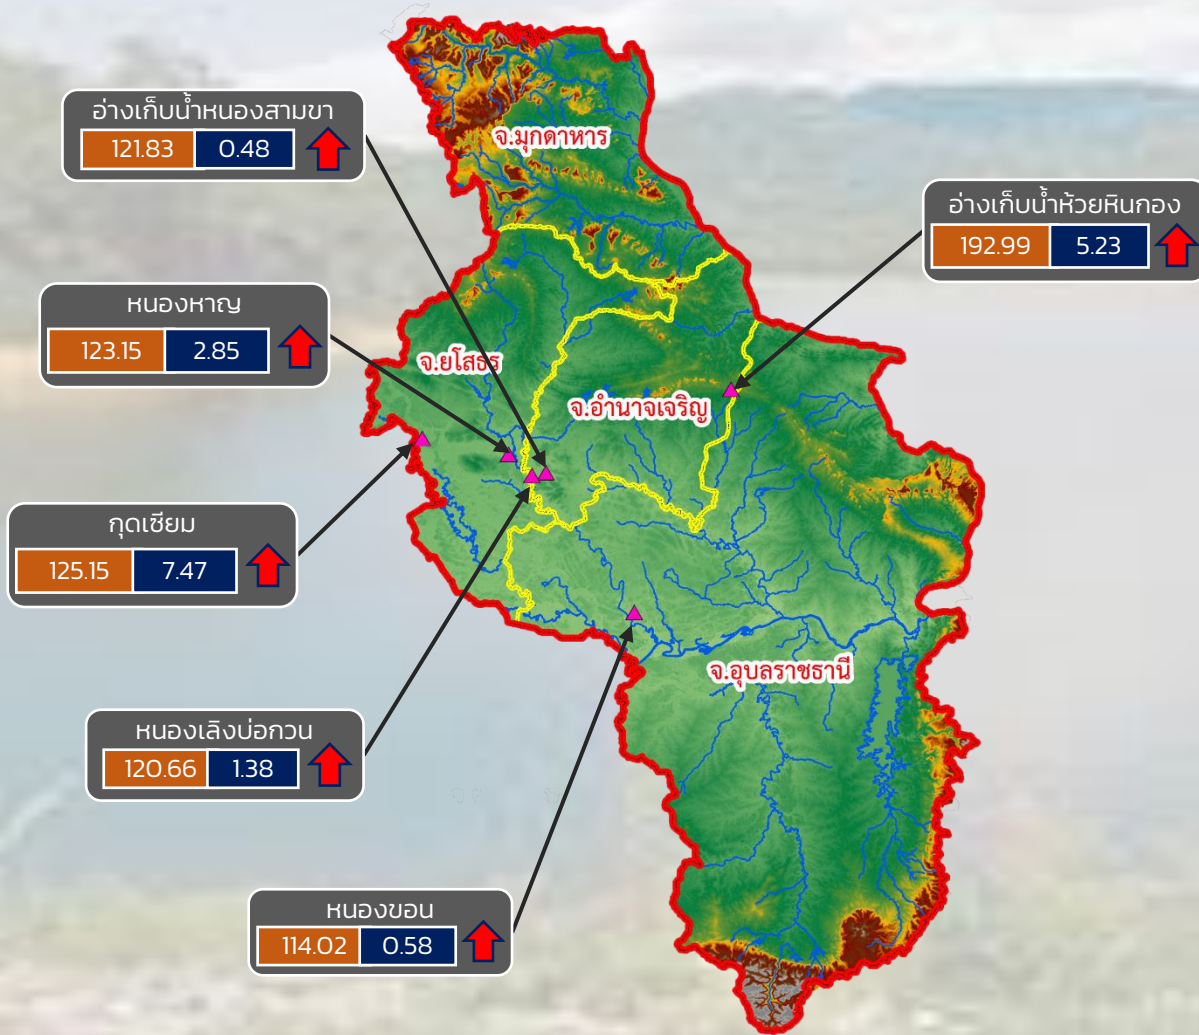 อ่างเก็บน้ำหนองสามขา
121.83 0.48
จ.มุกดาหาร
อ่างเก็บน้ำห้วยหินกอง
192.99 5.23
หนองหาญ
123.15 2.85
จ.ยโสธร
จ.อำนาจเจริญ
กุดเซียม
125.15 7.47
จ.อุบลราชธานี
หนองเลิงบ่อกวน
120.66 1.38
หนองขอน
114.02 0.58